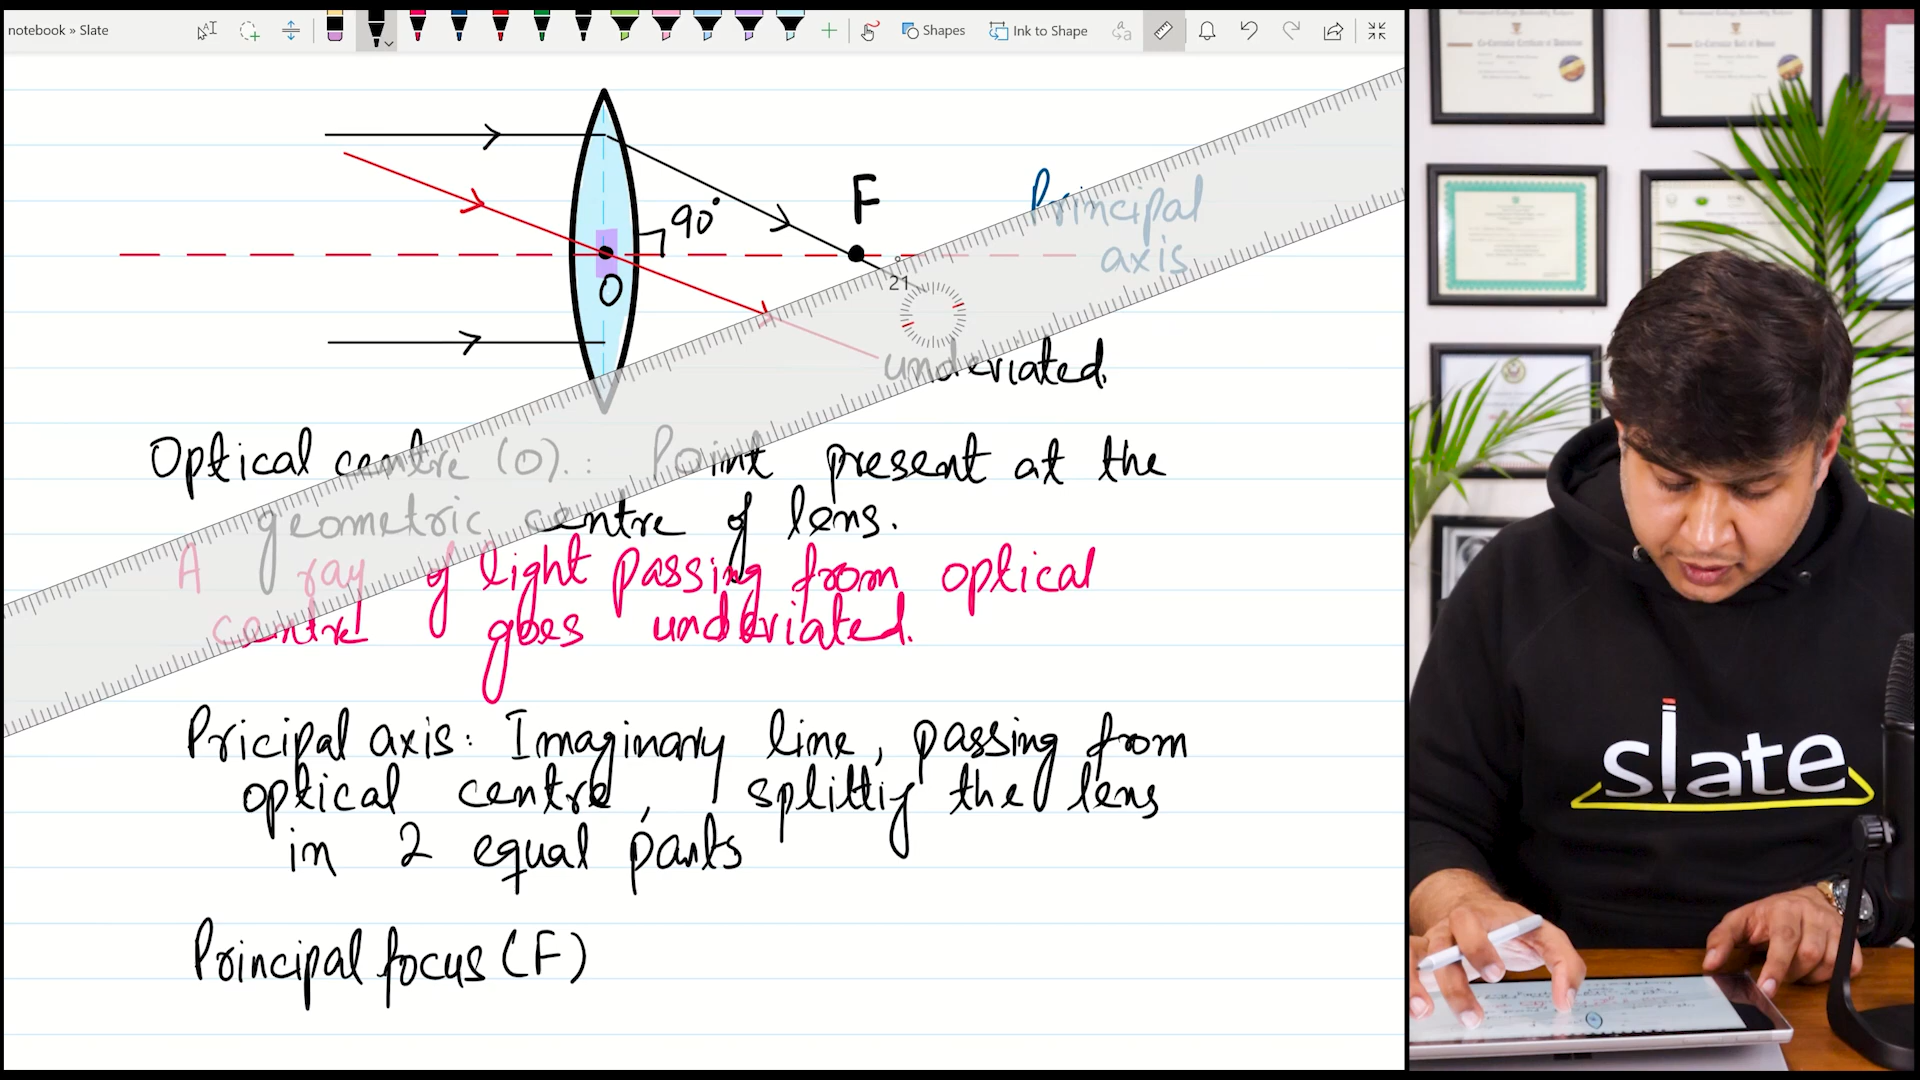 notebook » Slate
Shapes
Ink to Shape
F
90°
O
Principal
axis
21°
undeviated.
Optical centre (O).: Point present at the
geometric centre of lens.
A ray of light passing from optical
centre goes undeviated.
Pricipal axis: Imaginary line, passing from
optical centre, splittig the lens
in 2 equal parts
Principal focus (F)
slate